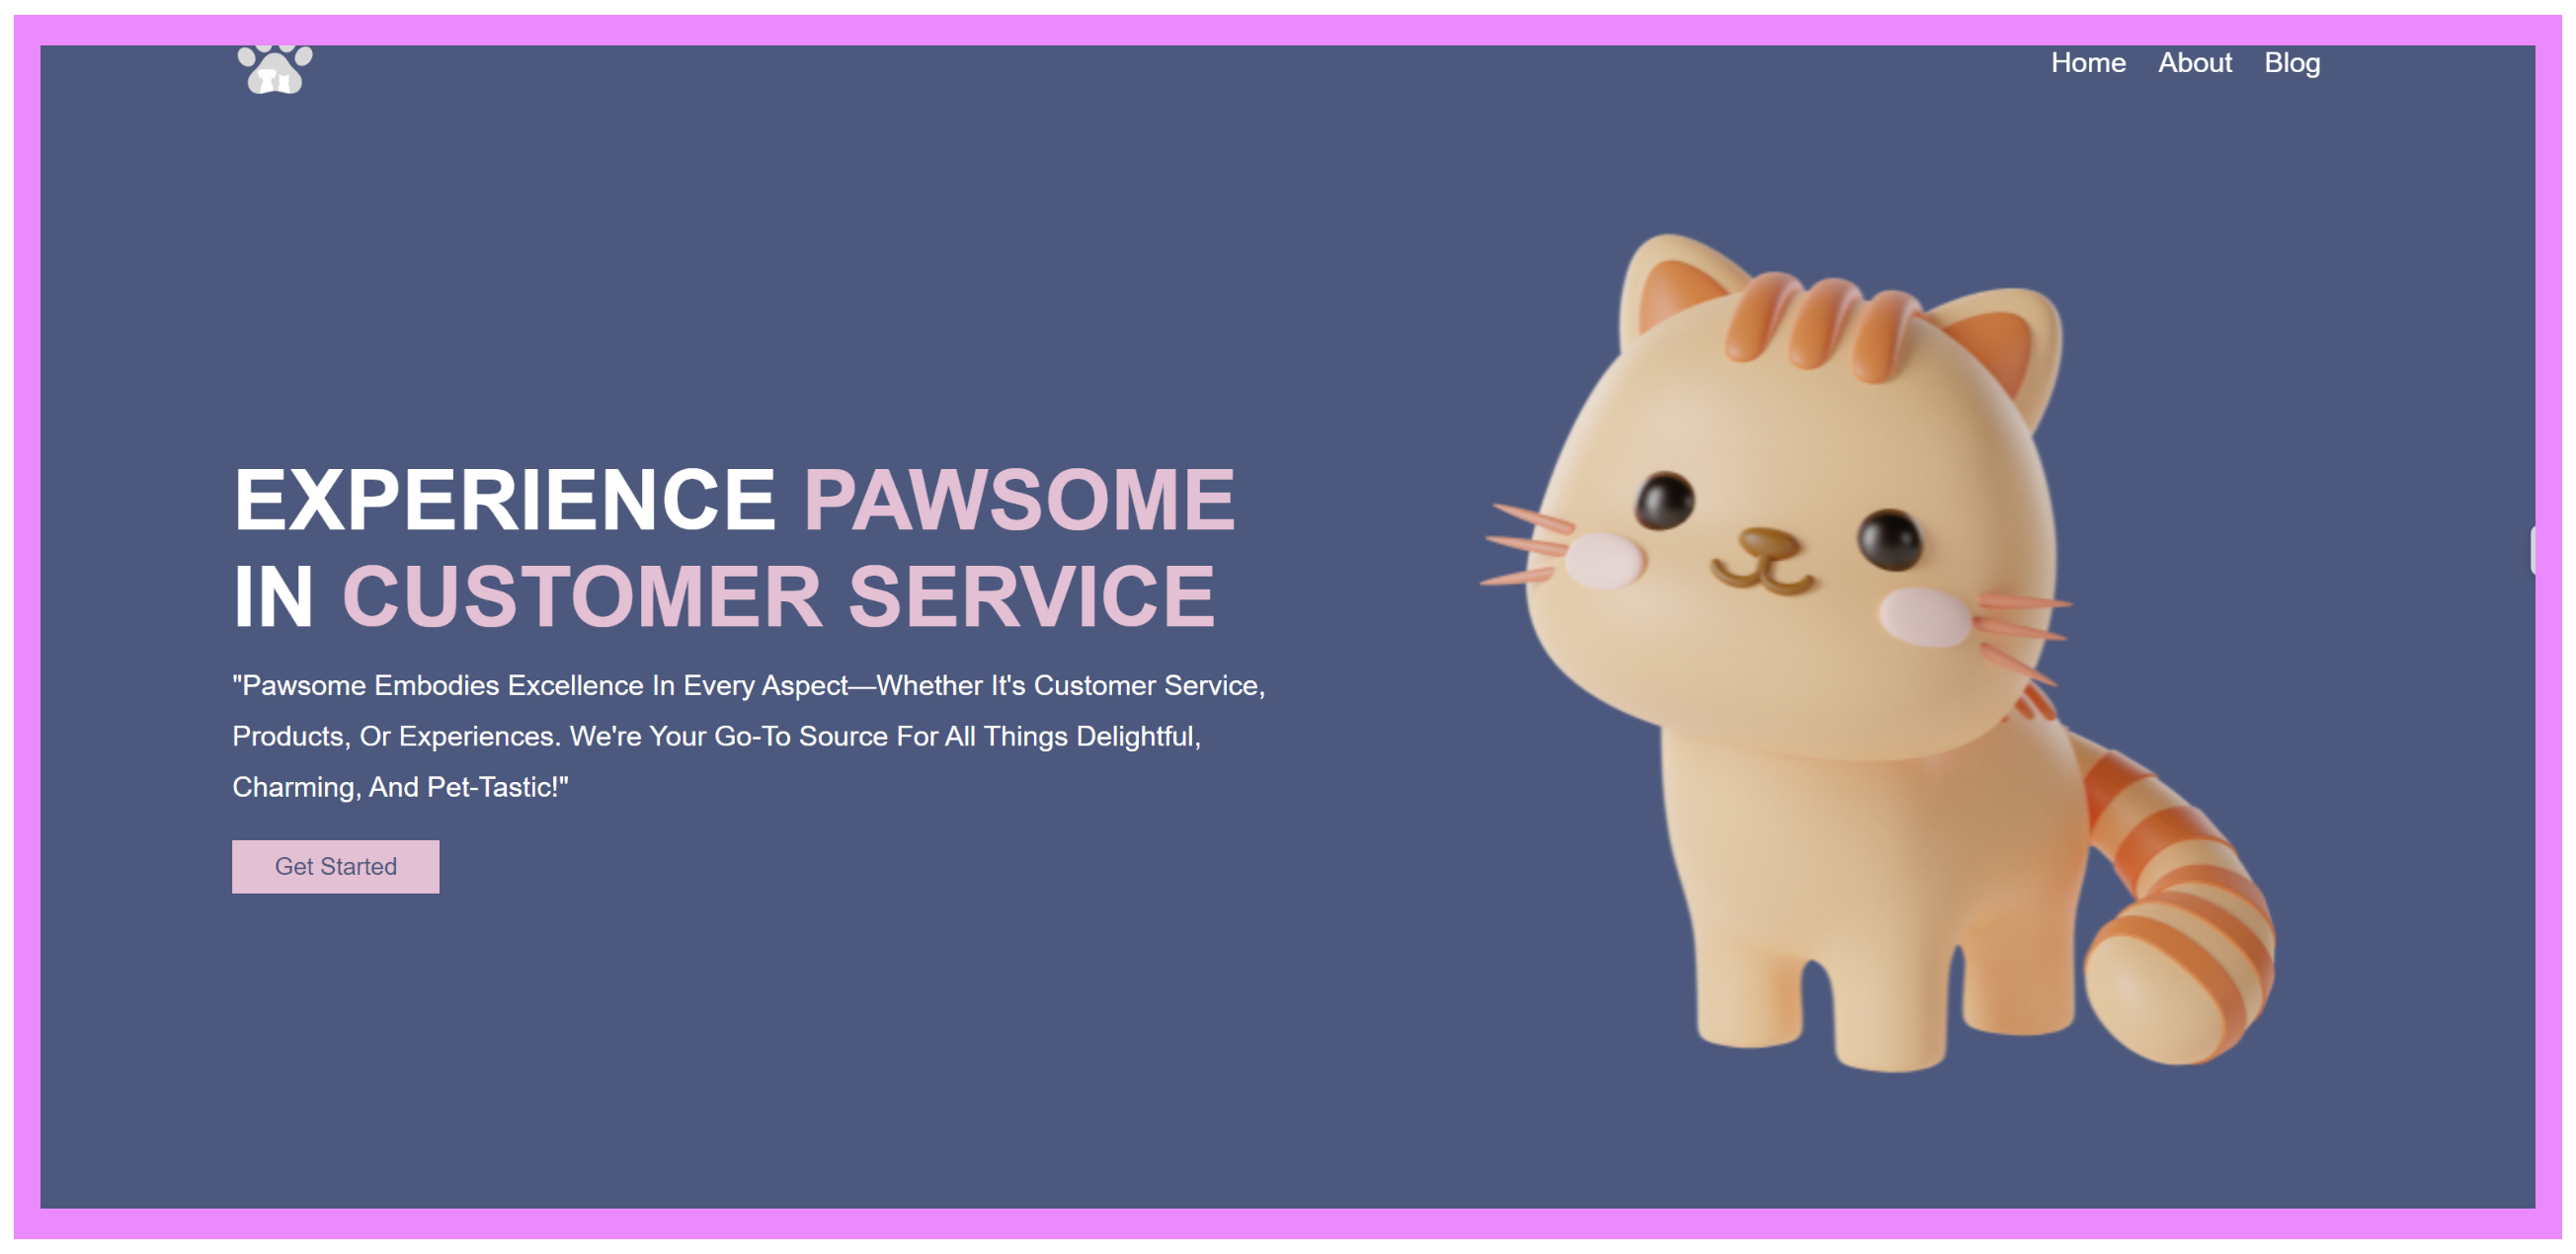 Home About Blog
EXPERIENCE PAWSOME
IN CUSTOMER SERVICE
"Pawsome Embodies Excellence In Every Aspect—Whether It's Customer Service,
Products, Or Experiences. We're Your Go-To Source For All Things Delightful,
Charming, And Pet-Tastic!"
Get Started